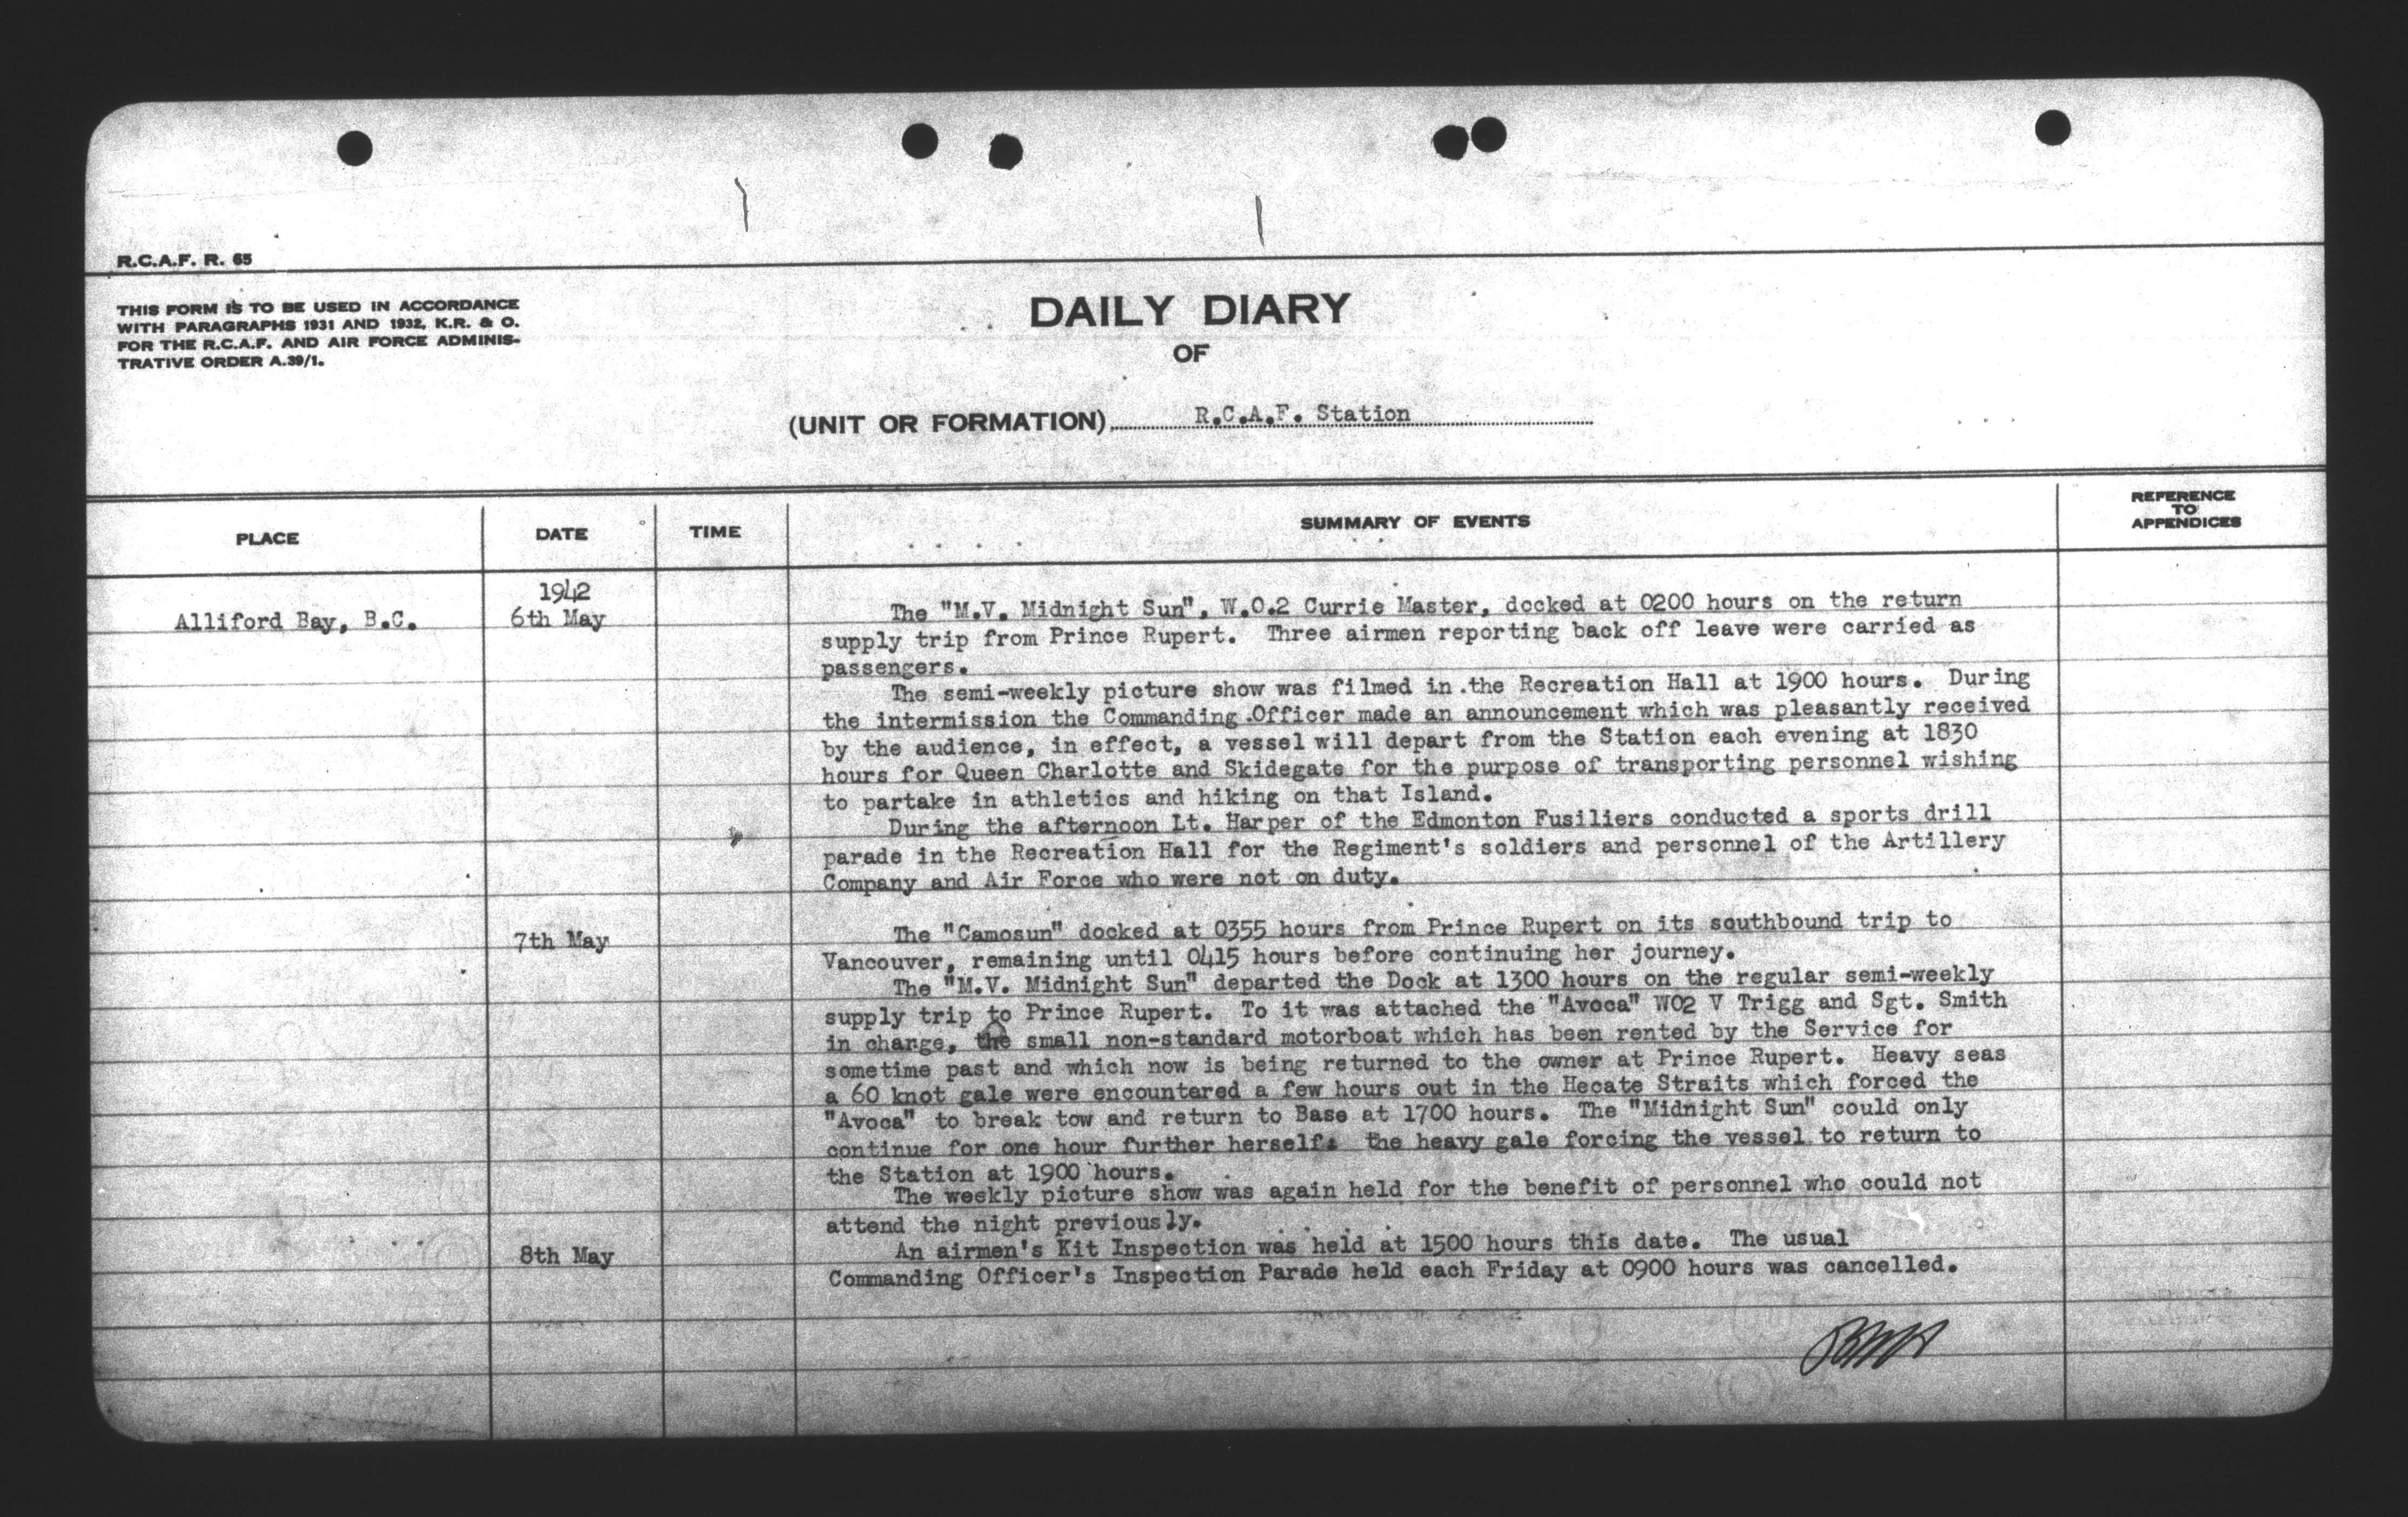 R.C.A.F. R. 65
THIS FORM IS TO BE USED IN ACCORDANCE
WITH PARAGRAPHS 1931 AND 1932, K.R. & O.
FOR THE R.C.A.F. AND AIR FORCE ADMINIS-
TRATIVE ORDER A.39/1.
DAILY DIARY
OF
(UNIT OR FORMATION) R.C.A.F. Station
PLACE DATE TIME SUMMARY OF EVENTS REFERENCE TO APPENDICES
1942
Alliford Bay, B.C. 6th May The "M.V. Midnight Sun", W.O.2 Currie Master, docked at 0200 hours on the return
supply trip from Prince Rupert. Three airmen reporting back off leave were carried as
passengers.
The semi-weekly picture show was filmed in the Recreation Hall at 1900 hours. During
the intermission the Commanding Officer made an announcement which was pleasantly received
by the audience, in effect, a vessel will depart from the Station each evening at 1830
hours for Queen Charlotte and Skidegate for the purpose of transporting personnel wishing
to partake in athletics and hiking on that Island.
During the afternoon Lt. Harper of the Edmonton Fusiliers conducted a sports drill
parade in the Recreation Hall for the Regiment's soldiers and personnel of the Artillery
Company and Air Force who were not on duty.
7th May The "Camosun" docked at 0355 hours from Prince Rupert on its southbound trip to
Vancouver, remaining until 0415 hours before continuing her journey.
The "M.V. Midnight Sun" departed the Dock at 1300 hours on the regular semi-weekly
supply trip to Prince Rupert. To it was attached the "Avoca" WO2 V Trigg and Sgt. Smith
in charge, the small non-standard motorboat which has been rented by the Service for
sometime past and which now is being returned to the owner at Prince Rupert. Heavy seas
a 60 knot gale were encountered a few hours out in the Hecate Straits which forced the
"Avoca" to break tow and return to Base at 1700 hours. The "Midnight Sun" could only
continue for one hour further herself. the heavy gale forcing the vessel to return to
the Station at 1900 hours.
The weekly picture show was again held for the benefit of personnel who could not
attend the night previously.
8th May An airmen's Kit Inspection was held at 1500 hours this date. The usual
Commanding Officer's Inspection Parade held each Friday at 0900 hours was cancelled.